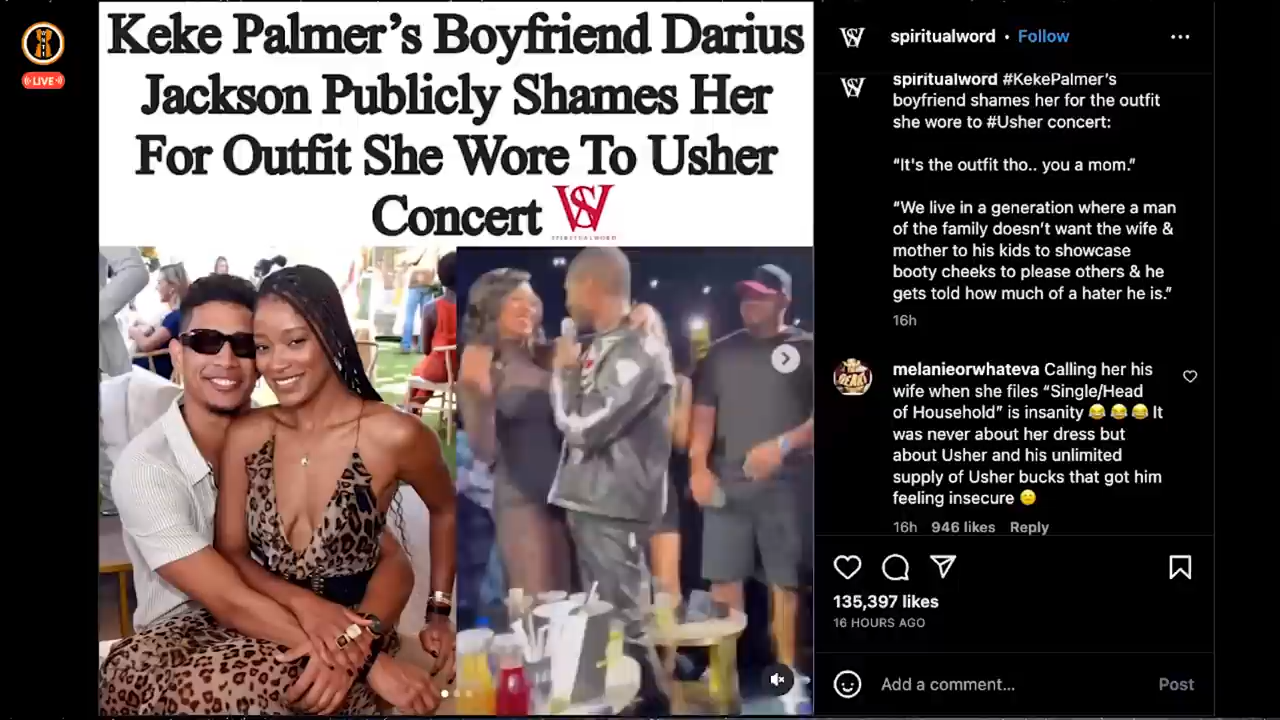 LIVE
Keke Palmer’s Boyfriend Darius
Jackson Publicly Shames Her
For Outfit She Wore To Usher
Concert
SPIRITUALWORD
spiritualword • Follow
spiritualword #KekePalmer’s
boyfriend shames her for the outfit
she wore to #Usher concert:
“It's the outfit tho.. you a mom.”
“We live in a generation where a man
of the family doesn’t want the wife &
mother to his kids to showcase
booty cheeks to please others & he
gets told how much of a hater he is.”
16h
melanieorwhateva Calling her his
wife when she files “Single/Head
of Household” is insanity 😂 😂 😂 It
was never about her dress but
about Usher and his unlimited
supply of Usher bucks that got him
feeling insecure 😊
16h 946 likes Reply
135,397 likes
16 HOURS AGO
Add a comment... Post